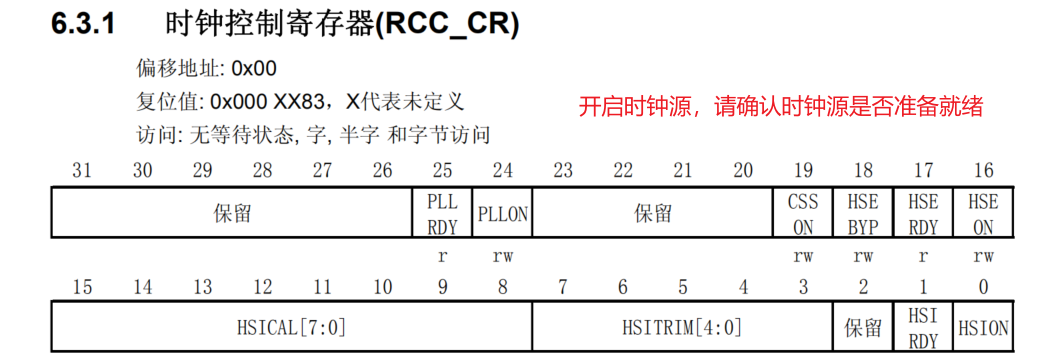 6.3.1 时钟控制寄存器(RCC_CR)
偏移地址: 0x00
复位值: 0x000 XX83，X代表未定义
开启时钟源，请确认时钟源是否准备就绪
访问: 无等待状态, 字, 半字 和字节访问
31 30 29 28 27 26 25 24 23 22 21 20 19 18 17 16
保留 PLL RDY PLLON 保留 CSS ON HSE BYP HSE RDY HSE ON
r rw rw rw r rw
15 14 13 12 11 10 9 8 7 6 5 4 3 2 1 0
HSICAL[7:0] HSITRIM[4:0] 保留 HSI RDY HSION